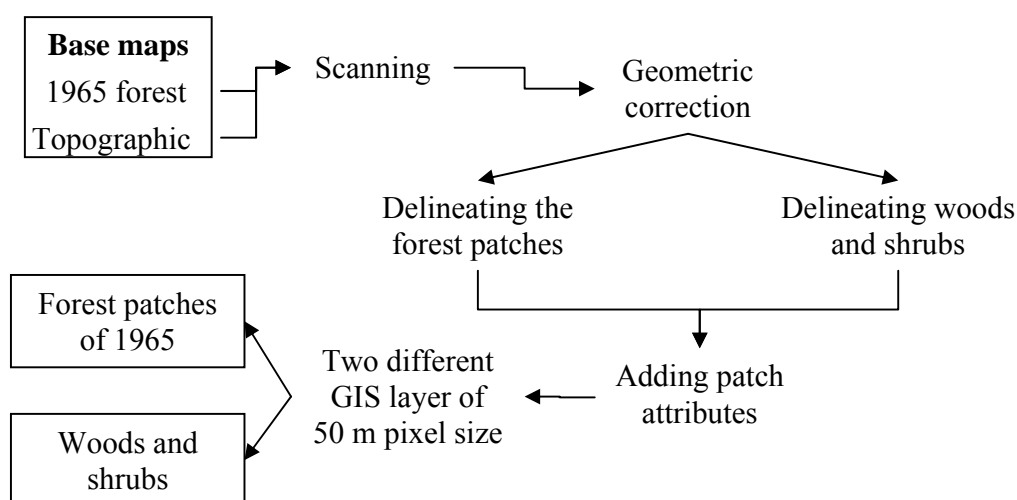 Base maps
1965 forest
Topographic
Scanning
Geometric
correction
Delineating the
forest patches
Delineating woods
and shrubs
Adding patch
attributes
Two different
GIS layer of
50 m pixel size
Forest patches
of 1965
Woods and
shrubs